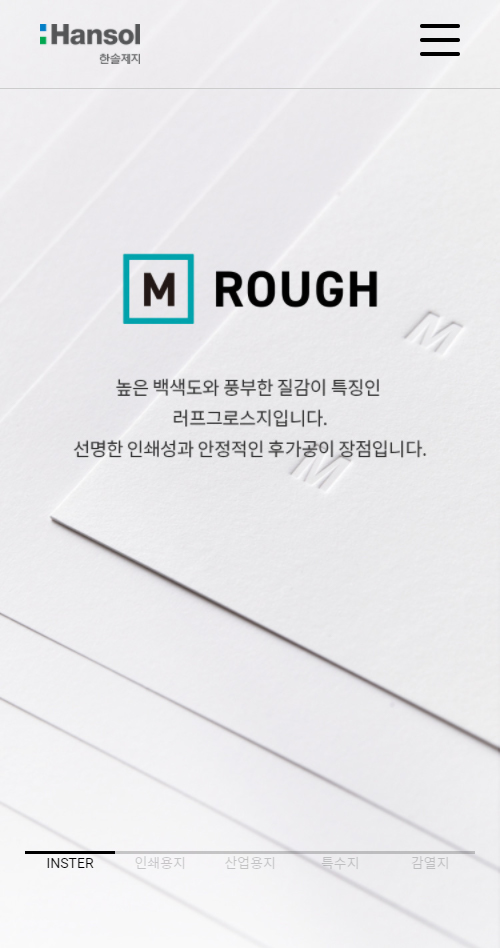 Hansol
한솔제지
M ROUGH
M
높은 백색도와 풍부한 질감이 특징인
러프그로스지입니다.
선명한 인쇄성과 안정적인 후가공이 장점입니다.
M
INSTER 인쇄용지 산업용지 특수지 감열지